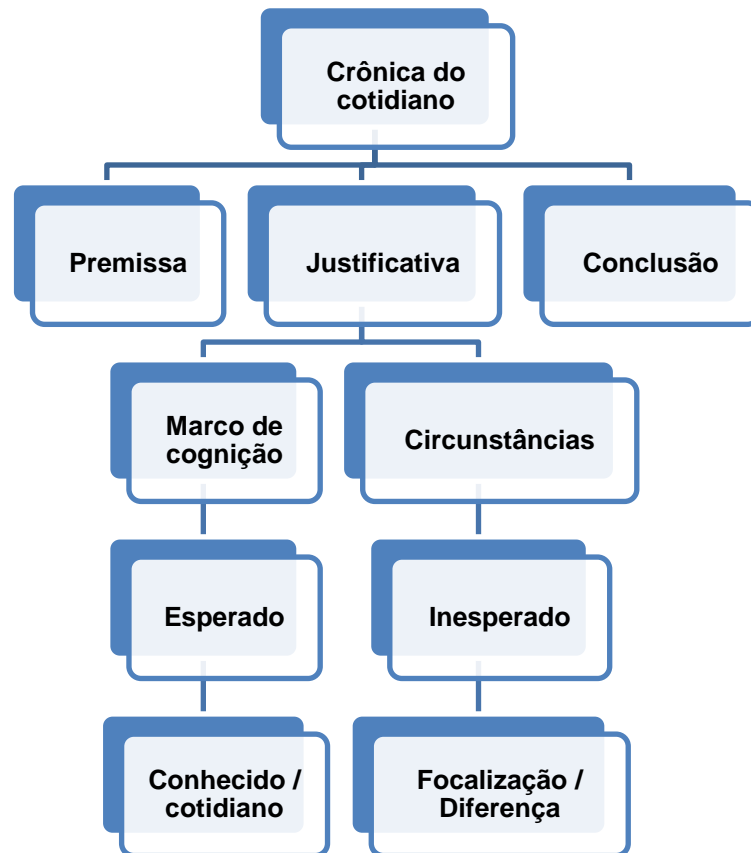 Crônica do
cotidiano
Premissa
Justificativa
Conclusão
Marco de
cognição
Circunstâncias
Esperado
Inesperado
Conhecido /
cotidiano
Focalização /
Diferença